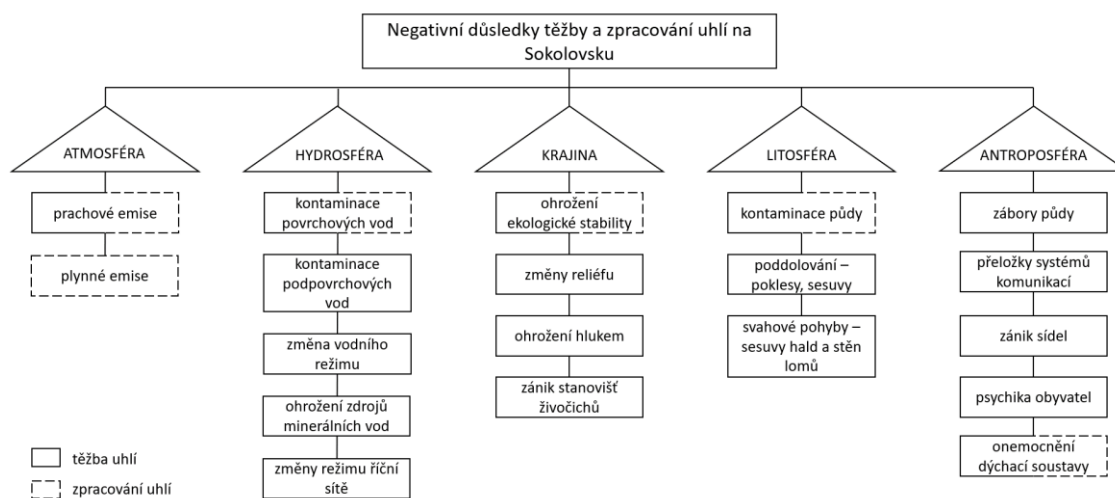 Negativní důsledky těžby a zpracování uhlí na
Sokolovsku
ATMOSFÉRA
prachové emise
plynné emise
HYDROSFÉRA
kontaminace
povrchových vod
kontaminace
podpovrchových
vod
změna vodního
režimu
ohrožení zdrojů
minerálních vod
změny režimu říční
sítě
KRAJINA
ohrožení
ekologické stability
změny reliéfu
ohrožení hlukem
zánik stanovišť
živočichů
LITOSFÉRA
kontaminace půdy
poddolování –
poklesy, sesuvy
svahové pohyby –
sesuvy hald a stěn
lomů
ANTROPOSFÉRA
zábory půdy
přeložky systémů
komunikací
zánik sídel
psychika obyvatel
onemocnění
dýchací soustavy
těžba uhlí
zpracování uhlí